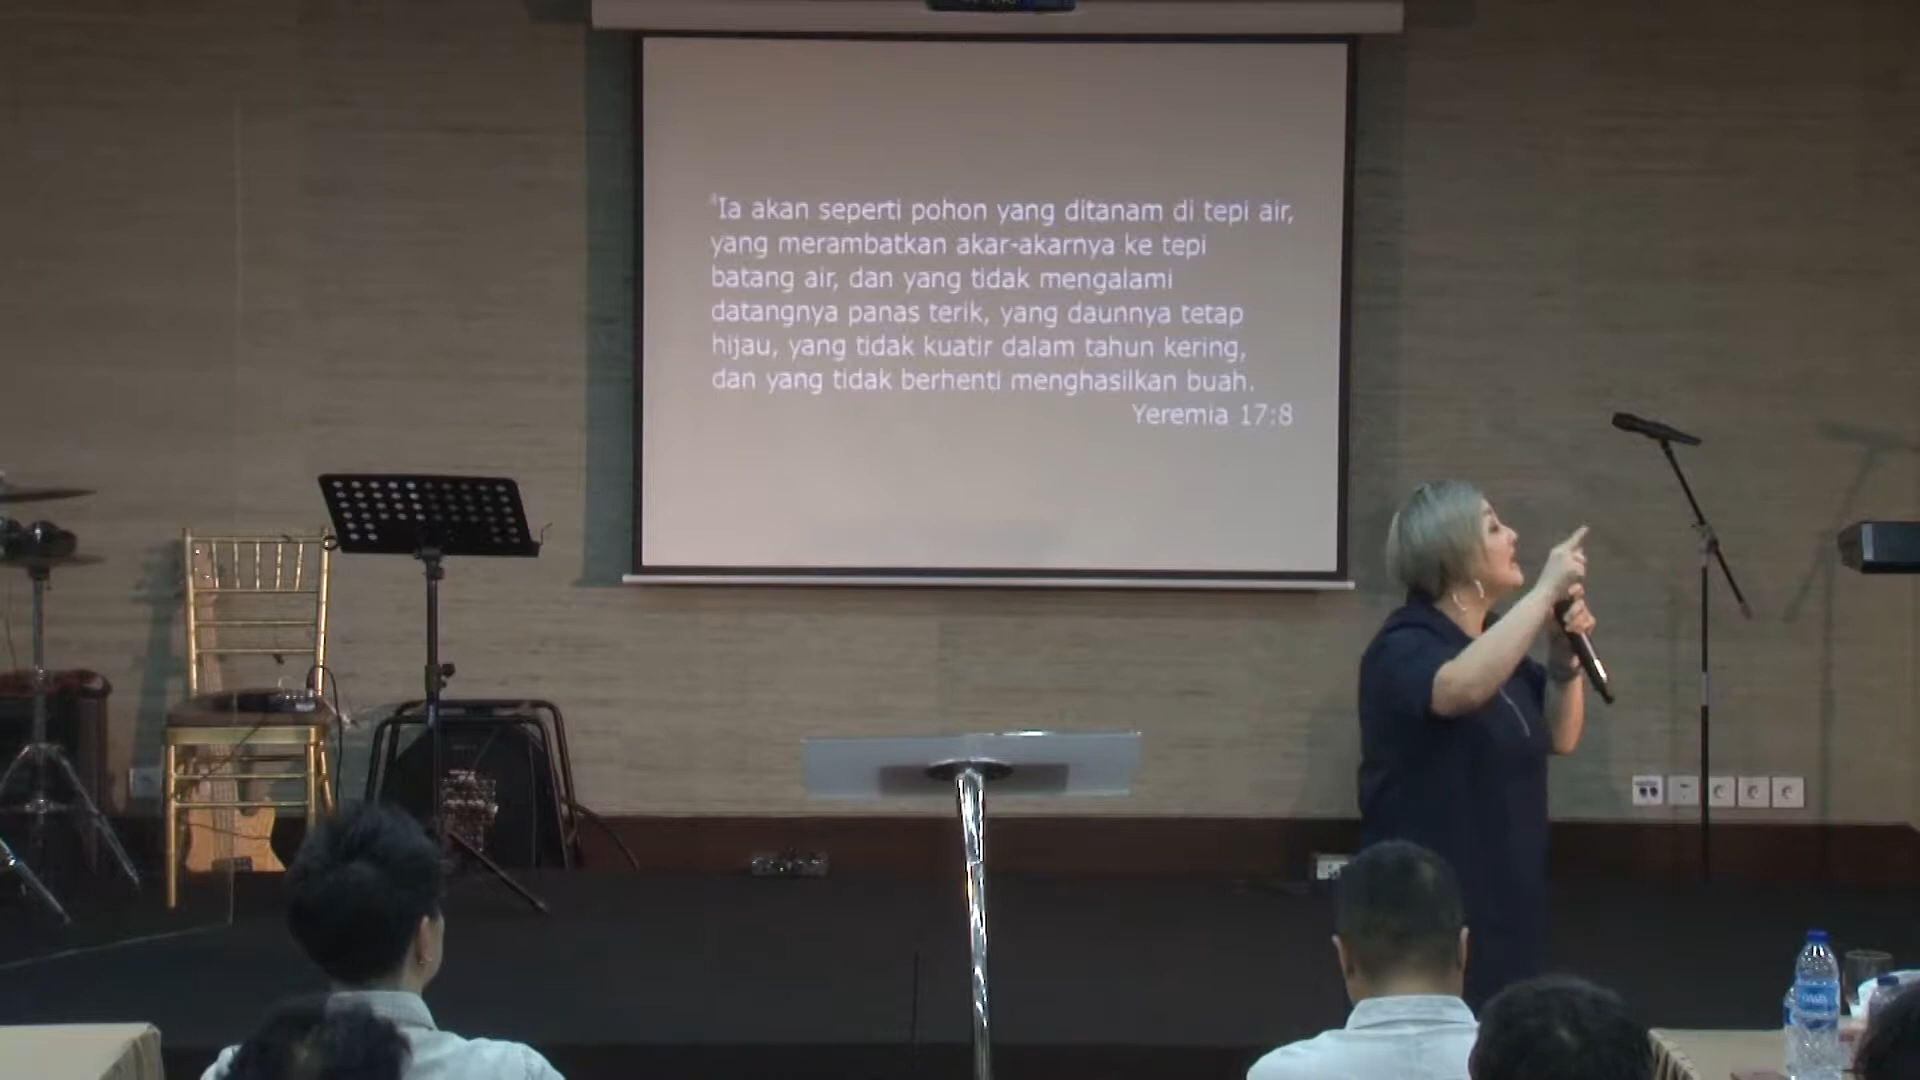 ⁸Ia akan seperti pohon yang ditanam di tepi air,
yang merambatkan akar-akarnya ke tepi
batang air, dan yang tidak mengalami
datangnya panas terik, yang daunnya tetap
hijau, yang tidak kuatir dalam tahun kering,
dan yang tidak berhenti menghasilkan buah.
Yeremia 17:8